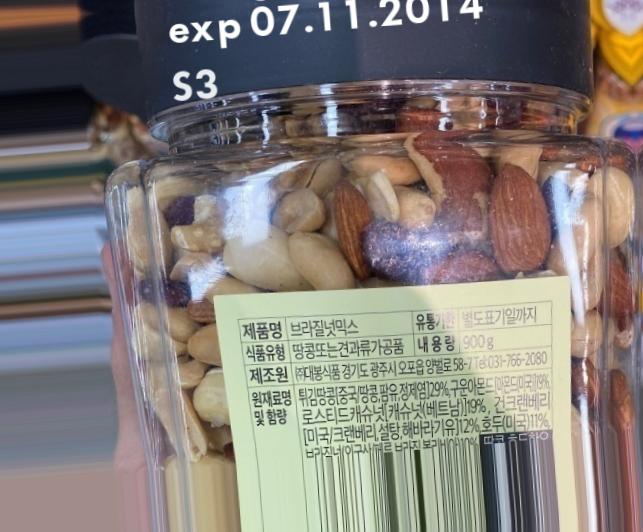 exp 07.11.2014
S3
제품명 브라질넛믹스 유통기한 별도표기일까지
식품유형 땅콩또는견과류가공품 내용량 900g
제조원 ㈜대봉식품 경기도 광주시 오포읍 양벌로 58-7 Tel:031-766-2080
원재료명 튀김땅콩[중국/땅콩,팜유,정제염]29%,구운아몬드[아몬드(미국)]19%,
및 함량 로스티드캐슈넛[캐슈넛(베트남)]19%, 건크랜베리
[미국/크랜베리,설탕,해바라기유]12%,호두(미국)11%,